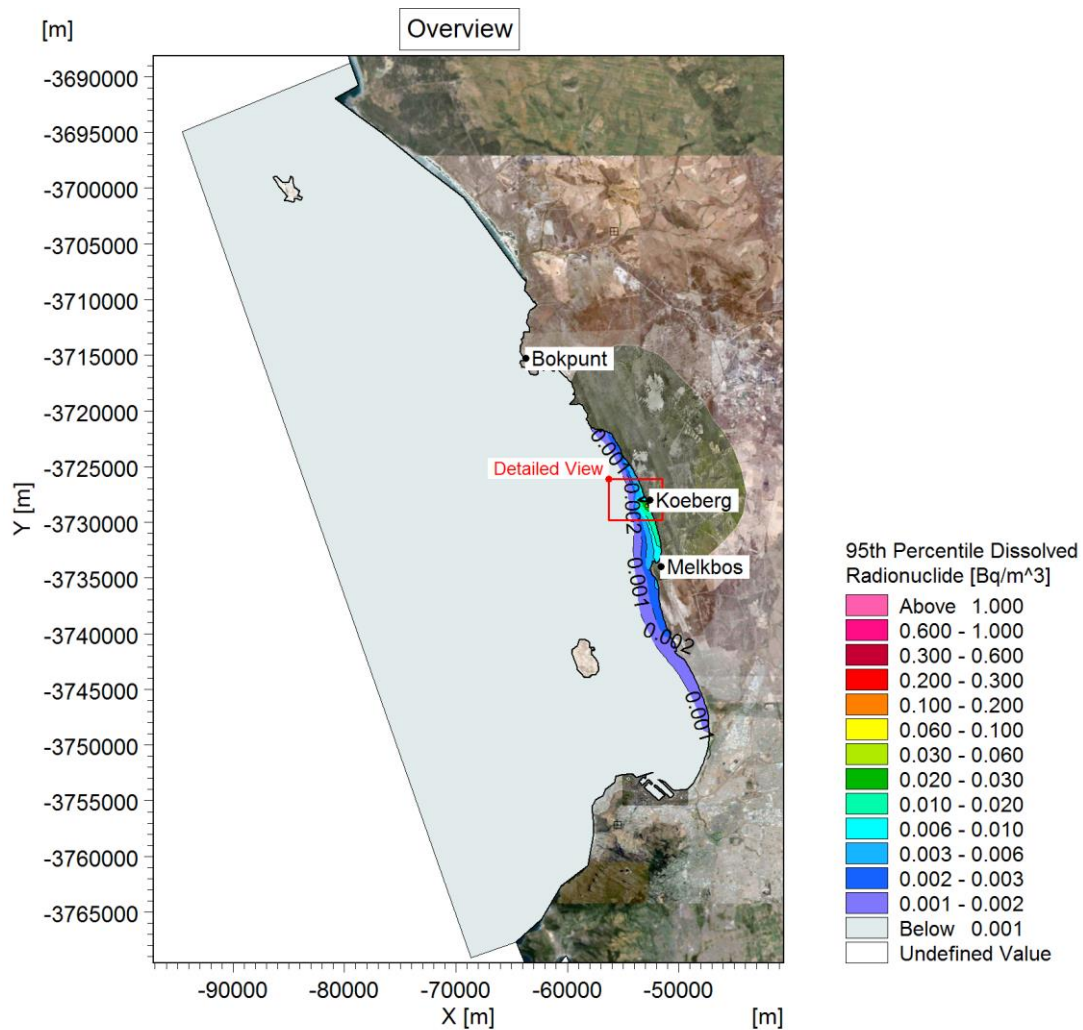 Overview
[m]
-3690000
-3695000
-3700000
-3705000
-3710000
-3715000
-3720000
-3725000
-3730000
-3735000
-3740000
-3745000
-3750000
-3755000
-3760000
-3765000
Y [m]
Bokpunt
0.001
Detailed View
0.002
Koeberg
Melkbos
0.001
0.002
0.001
-90000 -80000 -70000 -60000 -50000
X [m]
[m]
95th Percentile Dissolved
Radionuclide [Bq/m^3]
Above 1.000
0.600 - 1.000
0.300 - 0.600
0.200 - 0.300
0.100 - 0.200
0.060 - 0.100
0.030 - 0.060
0.020 - 0.030
0.010 - 0.020
0.006 - 0.010
0.003 - 0.006
0.002 - 0.003
0.001 - 0.002
Below 0.001
Undefined Value